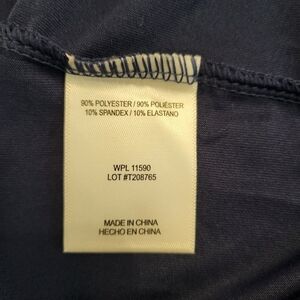 90% POLYESTER / 90% POLIÉSTER
10% SPANDEX / 10% ELASTANO
WPL 11590
LOT #T208765
MADE IN CHINA
HECHO EN CHINA